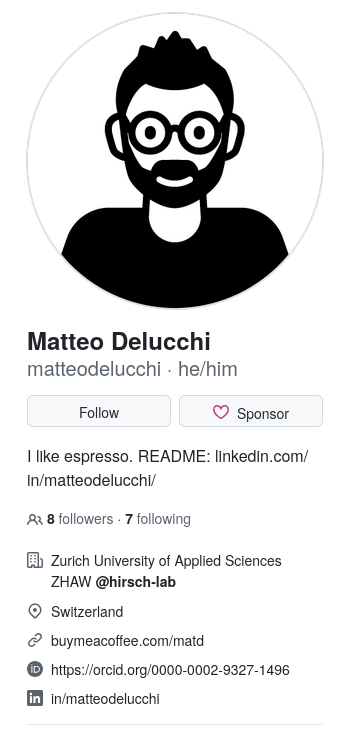 Matteo Delucchi
matteodelucchi · he/him
Follow
Sponsor
I like espresso. README: linkedin.com/
in/matteodelucchi/
8 followers · 7 following
Zurich University of Applied Sciences
ZHAW @hirsch-lab
Switzerland
buymeacoffee.com/matd
iD https://orcid.org/0000-0002-9327-1496
in in/matteodelucchi